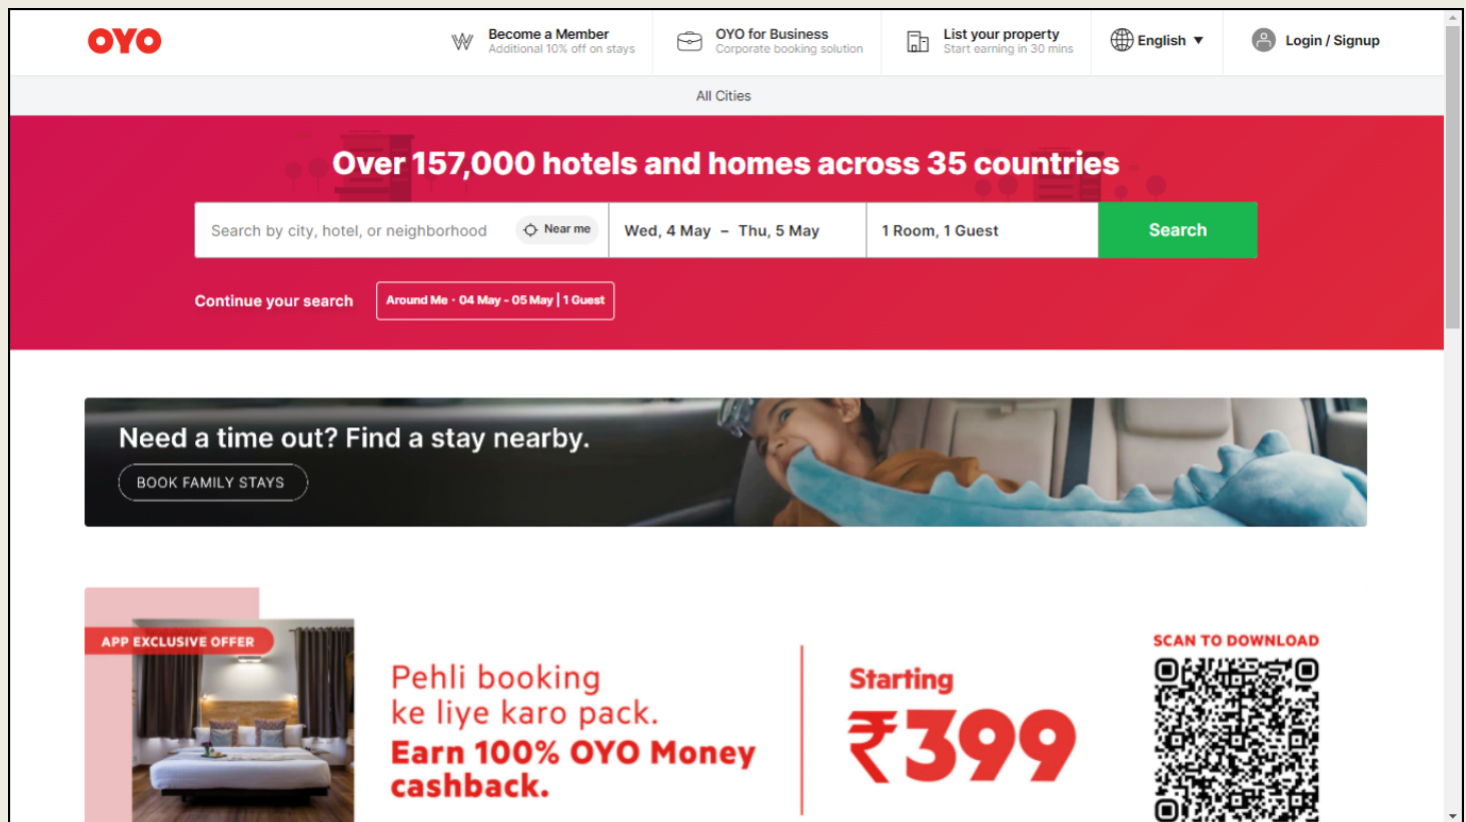 OYO
Become a Member
Additional 10% off on stays
OYO for Business
Corporate booking solution
List your property
Start earning in 30 mins
English ▼
Login / Signup
All Cities
Over 157,000 hotels and homes across 35 countries
Search by city, hotel, or neighborhood
Near me
Wed, 4 May – Thu, 5 May
1 Room, 1 Guest
Search
Continue your search
Around Me · 04 May - 05 May | 1 Guest
Need a time out? Find a stay nearby.
BOOK FAMILY STAYS
APP EXCLUSIVE OFFER
Pehli booking
ke liye karo pack.
Earn 100% OYO Money
cashback.
Starting
₹399
SCAN TO DOWNLOAD